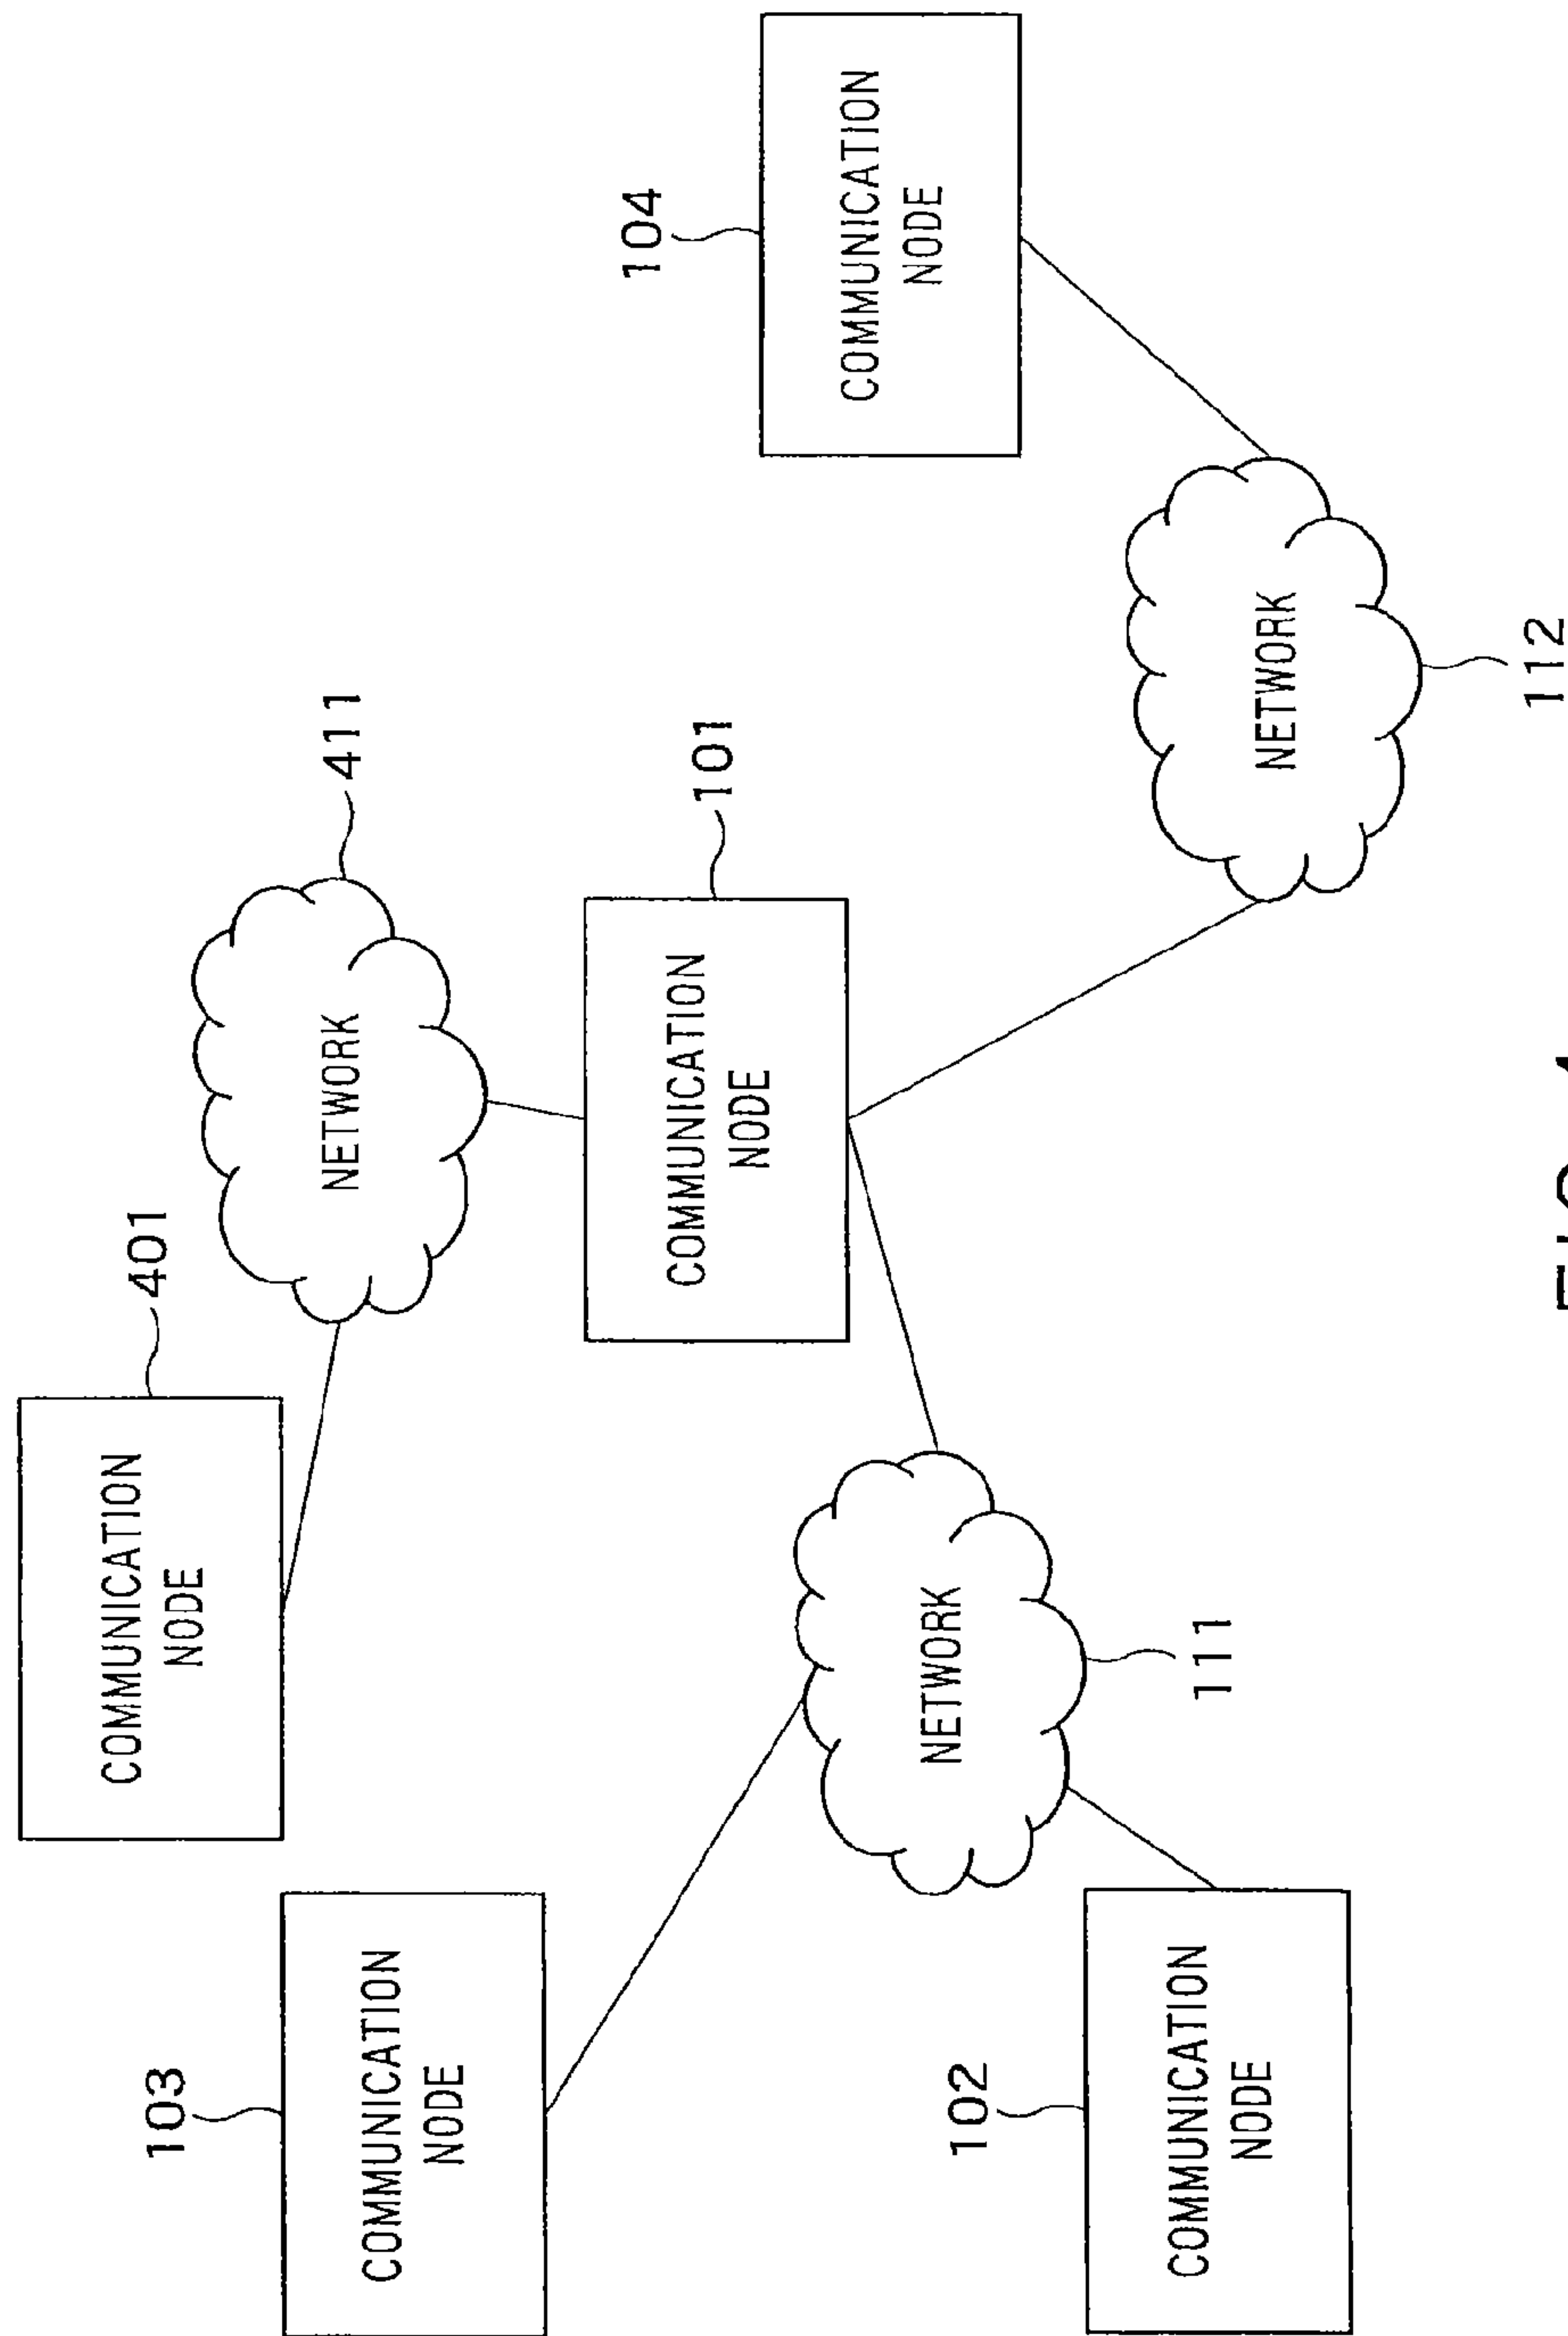 COMMUNICATION
NODE
401
103
COMMUNICATION
NODE
NETWORK
411
COMMUNICATION
NODE
101
104
COMMUNICATION
NODE
NETWORK
111
102
COMMUNICATION
NODE
NETWORK
112